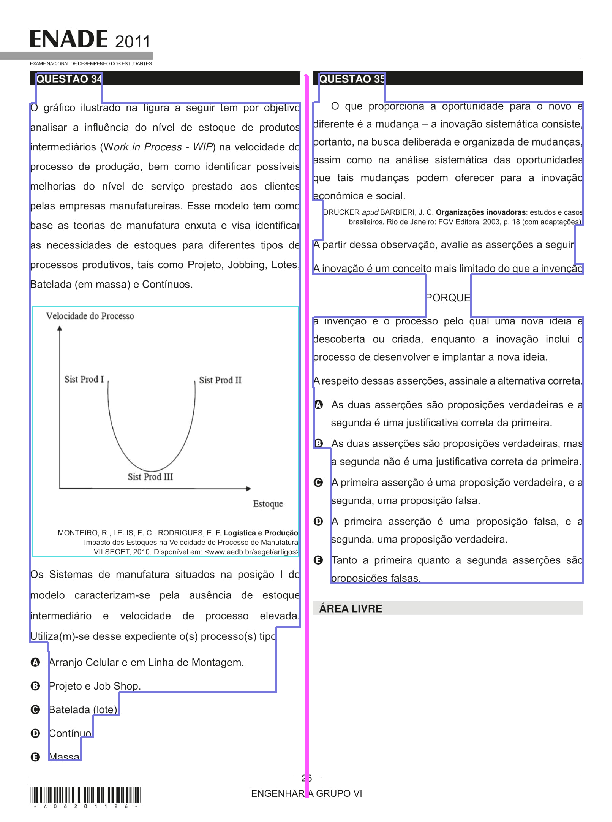 ENADE 2011
EXAME NACIONAL DE DESEMPENHO DOS ESTUDANTES
QUESTÃO 34
O gráfico ilustrado na figura a seguir tem por objetivo
analisar a influência do nível de estoque de produtos
intermediários (Work in Process - WIP) na velocidade do
processo de produção, bem como identificar possíveis
melhorias do nível de serviço prestado aos clientes
pelas empresas manufatureiras. Esse modelo tem como
base as teorias de manufatura enxuta e visa identificar
as necessidades de estoques para diferentes tipos de
processos produtivos, tais como Projeto, Jobbing, Lotes,
Batelada (em massa) e Contínuos.
Velocidade do Processo
Sist Prod I
Sist Prod II
Sist Prod III
Estoque
MONTEIRO, R., LEIS, E. C., RODRIGUES, E. F. Logística e Produção:
Impacto dos Estoques na Velocidade do Processo de Manufatura.
VII SEGET, 2010. Disponível em: <www.aedb.br/seget/artigos>
Os Sistemas de manufatura situados na posição I do
modelo caracterizam-se pela ausência de estoque
intermediário e velocidade de processo elevada.
Utiliza(m)-se desse expediente o(s) processo(s) tipo
A Arranjo Celular e em Linha de Montagem.
B Projeto e Job Shop.
C Batelada (lote).
D Contínuo.
E Massa.
QUESTÃO 35
O que proporciona a oportunidade para o novo e
diferente é a mudança – a inovação sistemática consiste,
portanto, na busca deliberada e organizada de mudanças,
assim como na análise sistemática das oportunidades
que tais mudanças podem oferecer para a inovação
econômica e social.
DRUCKER apud BARBIERI, J. C. Organizações inovadoras: estudos e casos
brasileiros. Rio de Janeiro: FGV Editora, 2003, p. 18 (com adaptações).
A partir dessa observação, avalie as asserções a seguir.
A inovação é um conceito mais limitado do que a invenção
PORQUE
a invenção é o processo pelo qual uma nova ideia é
descoberta ou criada, enquanto a inovação inclui o
processo de desenvolver e implantar a nova ideia.
A respeito dessas asserções, assinale a alternativa correta.
A As duas asserções são proposições verdadeiras e a
segunda é uma justificativa correta da primeira.
B As duas asserções são proposições verdadeiras, mas
a segunda não é uma justificativa correta da primeira.
C A primeira asserção é uma proposição verdadeira, e a
segunda, uma proposição falsa.
D A primeira asserção é uma proposição falsa, e a
segunda, uma proposição verdadeira.
E Tanto a primeira quanto a segunda asserções são
proposições falsas.
ÁREA LIVRE
ENGENHARIA GRUPO VI